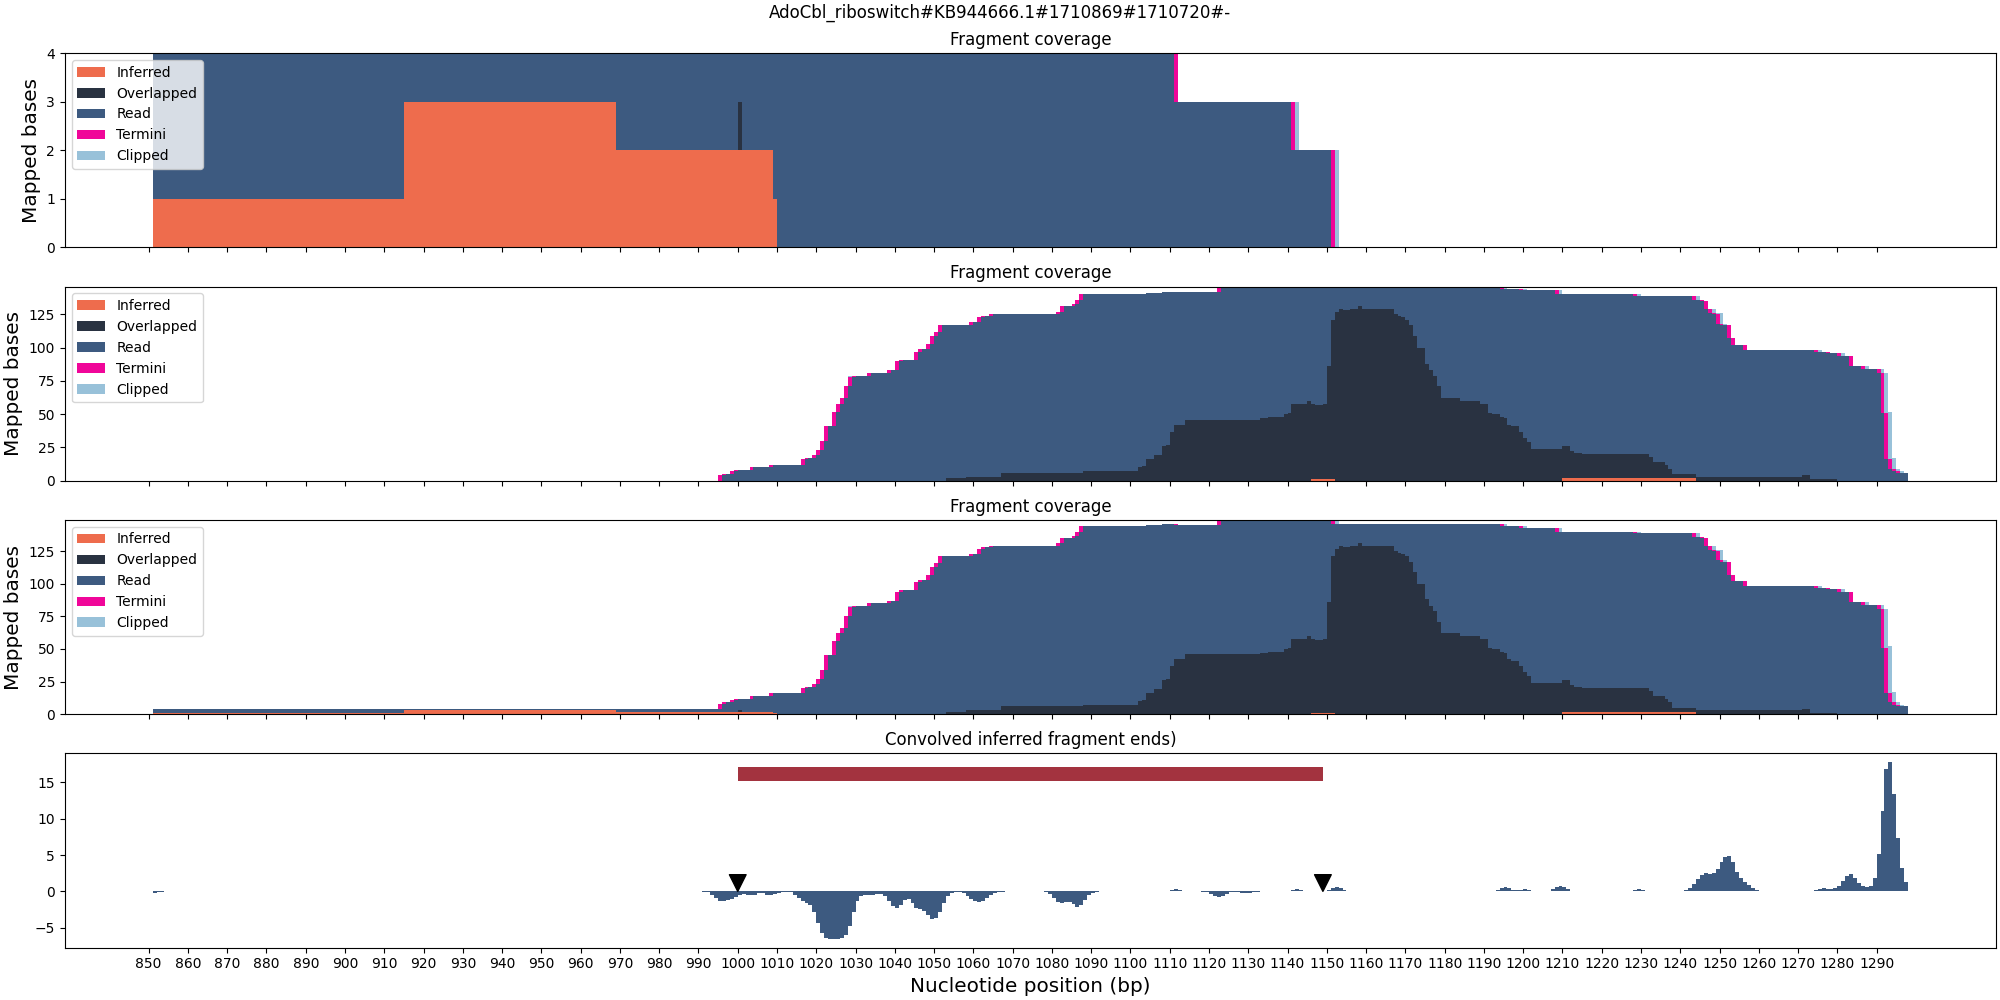 AdoCbl_riboswitch#KB944666.1#1710869#1710720#-
Fragment coverage
Mapped bases
4
3
2
1
0
Inferred
Overlapped
Read
Termini
Clipped
Fragment coverage
Mapped bases
125
100
75
50
25
0
Inferred
Overlapped
Read
Termini
Clipped
Fragment coverage
Mapped bases
125
100
75
50
25
0
Inferred
Overlapped
Read
Termini
Clipped
Convolved inferred fragment ends)
15
10
5
0
−5
850 860 870 880 890 900 910 920 930 940 950 960 970 980 990 1000 1010 1020 1030 1040 1050 1060 1070 1080 1090 1100 1110 1120 1130 1140 1150 1160 1170 1180 1190 1200 1210 1220 1230 1240 1250 1260 1270 1280 1290
Nucleotide position (bp)